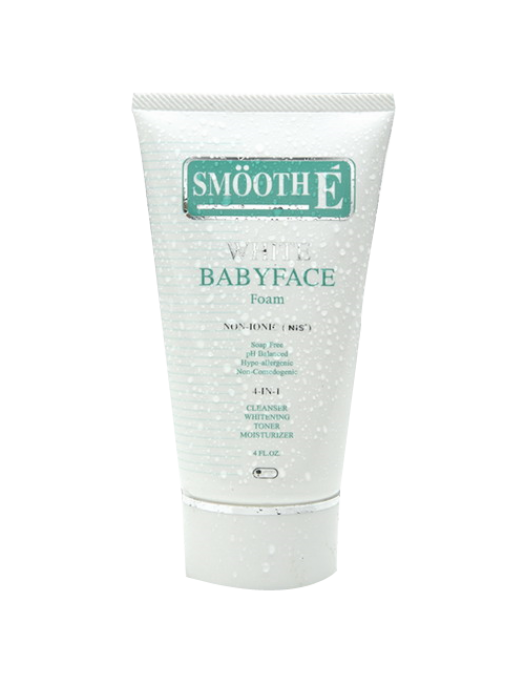 SMÖOTH É
WHITE
BABYFACE
Foam
NON-IONIC (NiS")
Soap Free
pH Balanced
Hypo-allergenic
Non-Comedogenic
4-IN-1
CLEANSER
WHITENING
TONER
MOISTURIZER
4 FL.OZ.